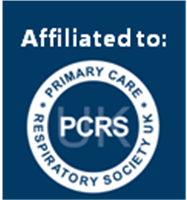 Affiliated to:
PRIMARY CARE
RESPIRATORY SOCIETY UK
UK
PCRS